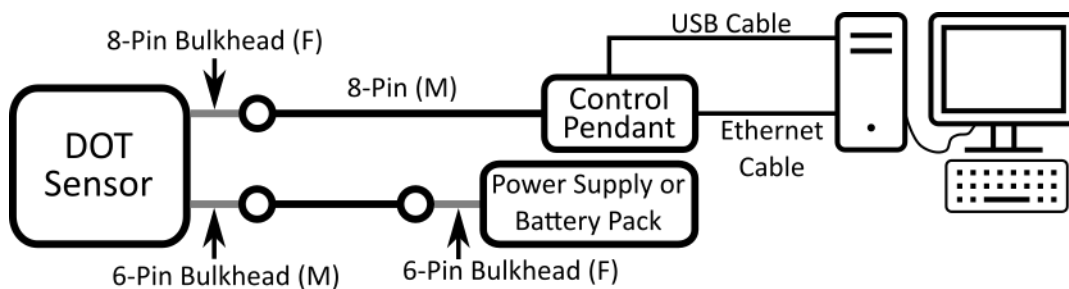 USB Cable
8-Pin Bulkhead (F)
8-Pin (M)
Control
Pendant
DOT
Sensor
Ethernet
Cable
Power Supply or
Battery Pack
6-Pin Bulkhead (M)
6-Pin Bulkhead (F)